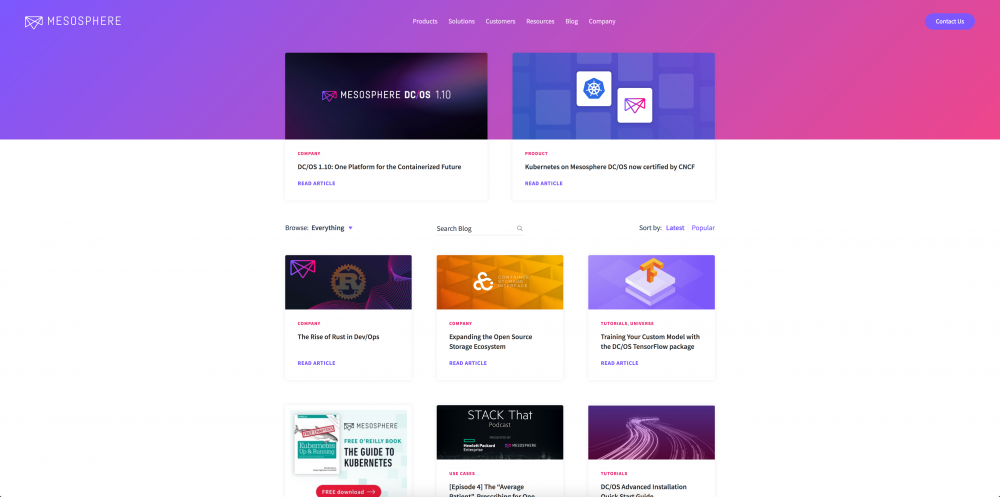 MESOSPHERE
Products Solutions Customers Resources Blog Company
Contact Us
MESOSPHERE DC/OS 1.10
COMPANY
DC/OS 1.10: One Platform for the Containerized Future
READ ARTICLE
PRODUCT
Kubernetes on Mesosphere DC/OS now certified by CNCF
READ ARTICLE
Browse: Everything
Search Blog
Sort by: Latest Popular
COMPANY
The Rise of Rust in Dev/Ops
READ ARTICLE
CONTAINER
STORAGE
INTERFACE
COMPANY
Expanding the Open Source
Storage Ecosystem
READ ARTICLE
TUTORIALS, UNIVERSE
Training Your Custom Model with
the DC/OS TensorFlow package
READ ARTICLE
Kubernetes
Up & Running
MESOSPHERE
FREE O'REILLY BOOK
THE GUIDE TO
KUBERNETES
FREE download
STACK That
Podcast
PRESENTED BY
Hewlett Packard
Enterprise
MESOSPHERE
USE CASES
[Episode 4] The "Average
Patient": Prescribing for One
TUTORIALS
DC/OS Advanced Installation
Quick Start Guide